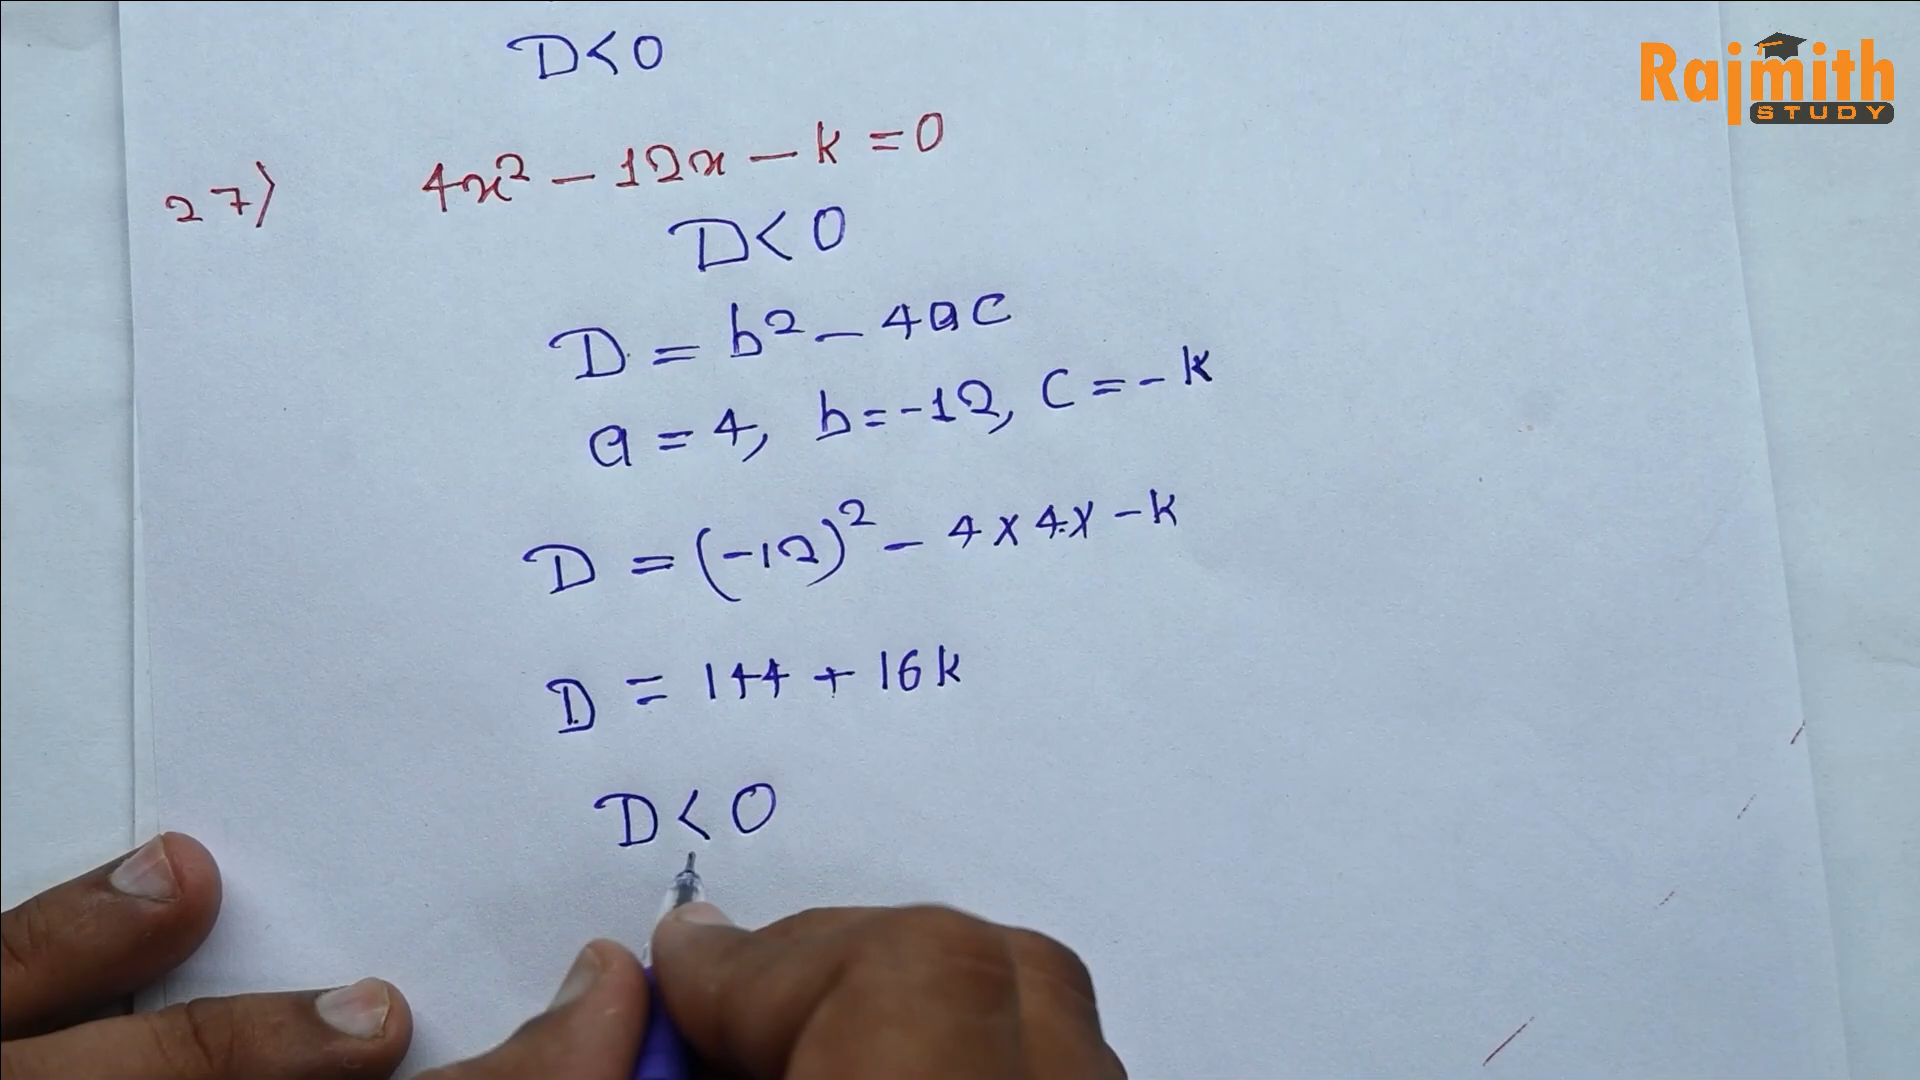 D<0
Rajmith
STUDY
27) 4x² - 12x - k = 0
D<0
D = b² - 4ac
a = 4, b = -12, c = - k
D = (-12)² - 4 x 4 x - k
D = 144 + 16k
D < 0